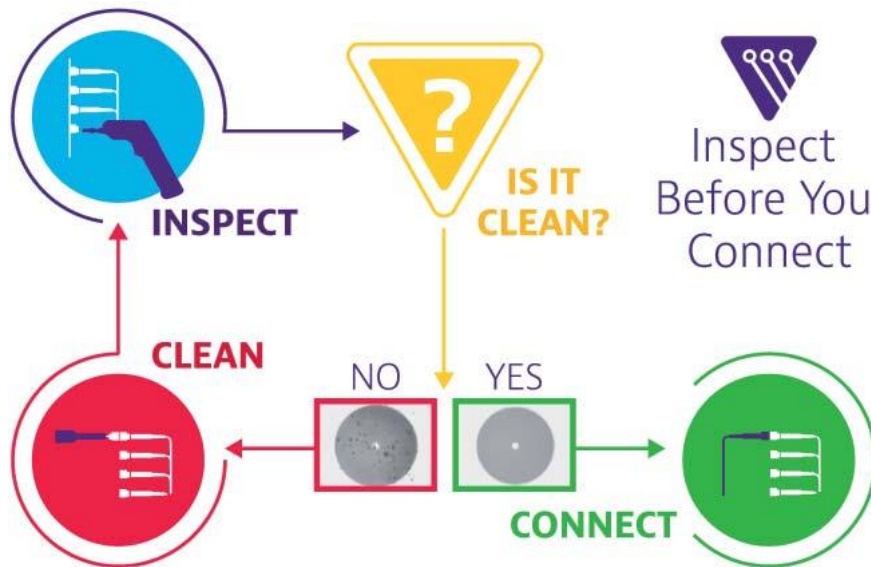 ?
IS IT
CLEAN?
Inspect
Before You
Connect
INSPECT
CLEAN
NO
YES
CONNECT